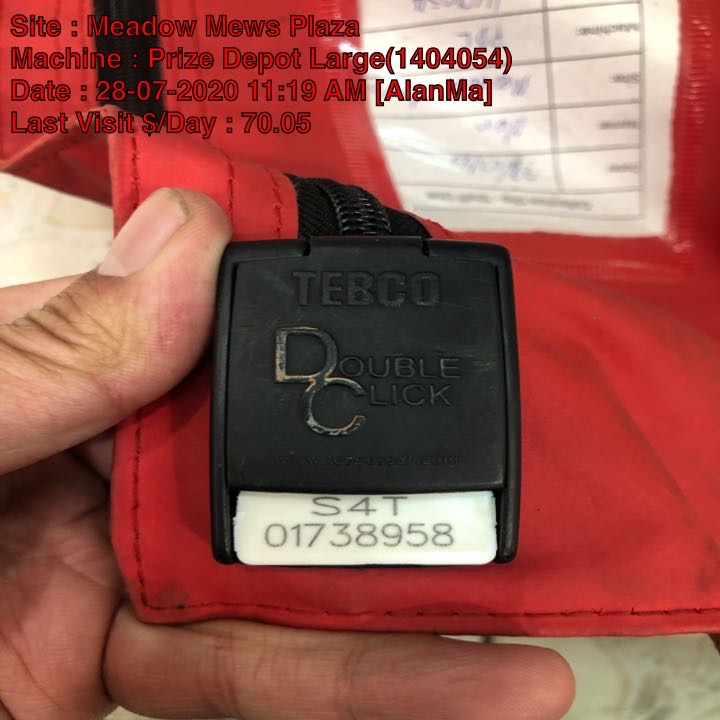 Site : Meadow Mews Plaza
Machine : Prize Depot Large(1404054)
Date : 28-07-2020 11:19 AM [AlanMa]
Last Visit $/Day : 70.05
TEBCO
DOUBLE
CLICK
S4T
01738958